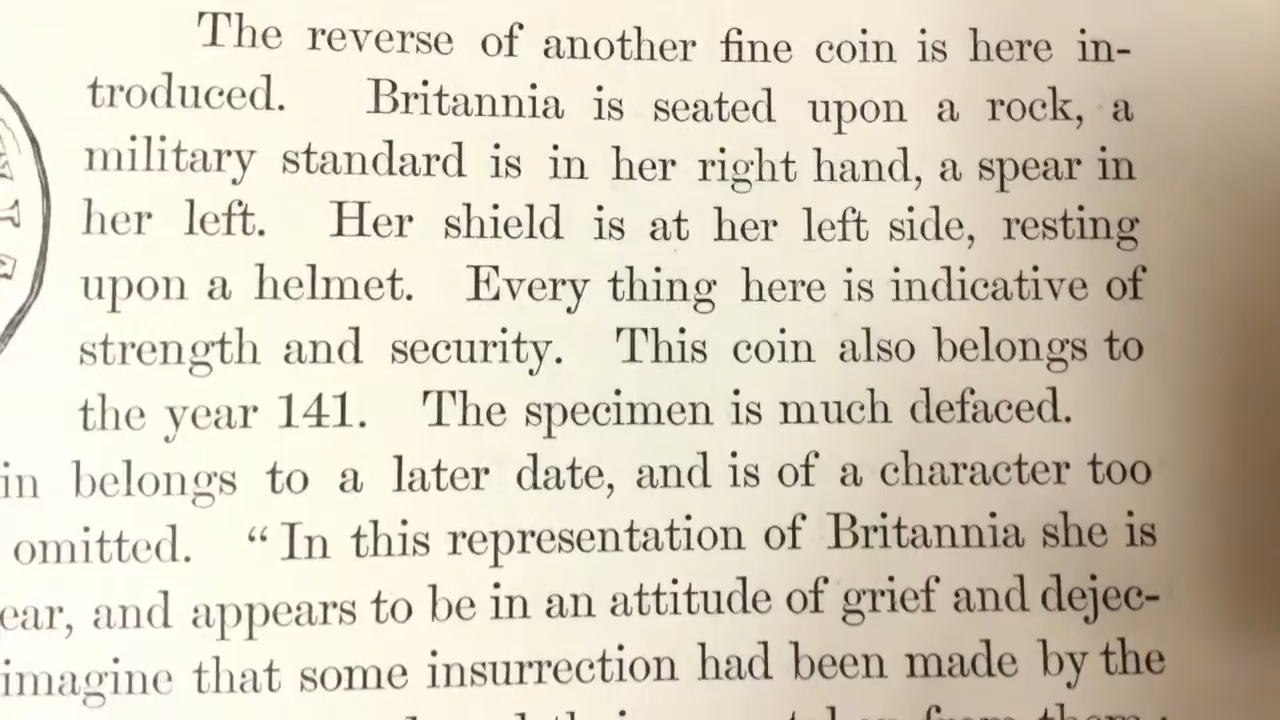 The reverse of another fine coin is here in-
troduced. Britannia is seated upon a rock, a
military standard is in her right hand, a spear in
her left. Her shield is at her left side, resting
upon a helmet. Every thing here is indicative of
strength and security. This coin also belongs to
the year 141. The specimen is much defaced.
in belongs to a later date, and is of a character too
omitted. “In this representation of Britannia she is
ear, and appears to be in an attitude of grief and dejec-
imagine that some insurrection had been made by the